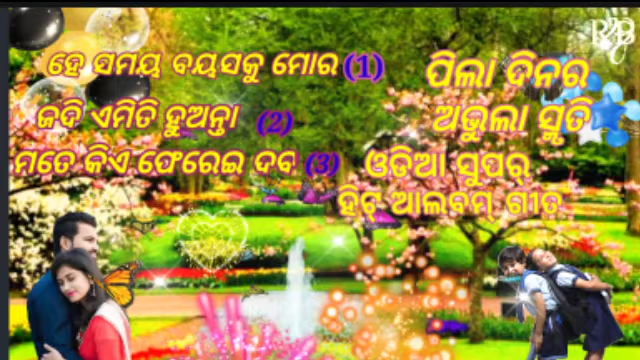 ହେ ସମୟ ବୟସକୁ ମୋର (1)
ଜଦି ଏମିତି ହୁଅନ୍ତା (2)
ମତେ କିଏ ଫେରେଇ ଦବ (3)
ପିଲା ଦିନର
ଅଭୁଲା ସ୍ମୃତି
ଓଡିଆ ସୁପର୍
ହିଟ୍ ଆଲବମ୍ ଗୀତ୍